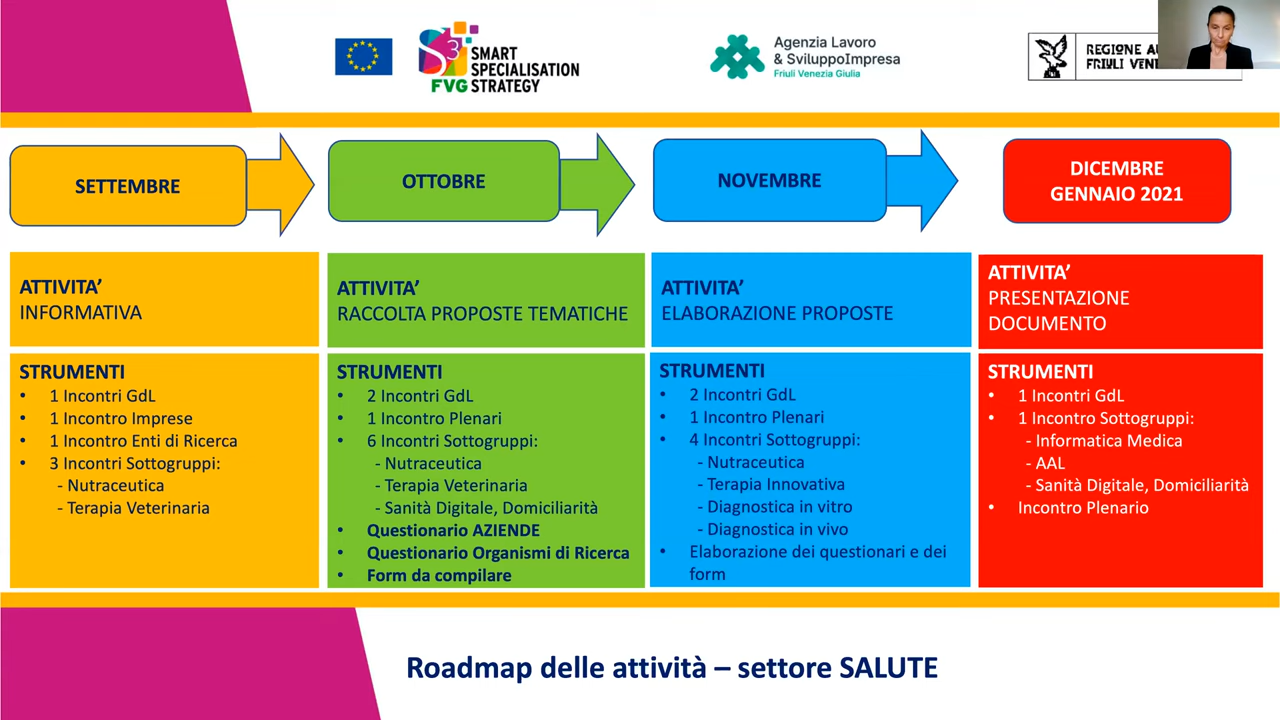 S3
SMART
SPECIALISATION
FVG STRATEGY
Agenzia Lavoro
& SviluppoImpresa
Friuli Venezia Giulia
REGIONE
FRIULI
SETTEMBRE
OTTOBRE
NOVEMBRE
DICEMBRE
GENNAIO 2021
ATTIVITA’
INFORMATIVA
STRUMENTI
• 1 Incontri GdL
• 1 Incontro Imprese
• 1 Incontro Enti di Ricerca
• 3 Incontri Sottogruppi:
- Nutraceutica
- Terapia Veterinaria
ATTIVITA’
RACCOLTA PROPOSTE TEMATICHE
STRUMENTI
• 2 Incontri GdL
• 1 Incontro Plenari
• 6 Incontri Sottogruppi:
- Nutraceutica
- Terapia Veterinaria
- Sanità Digitale, Domiciliarità
• Questionario AZIENDE
• Questionario Organismi di Ricerca
• Form da compilare
ATTIVITA’
ELABORAZIONE PROPOSTE
STRUMENTI
• 2 Incontri GdL
• 1 Incontro Plenari
• 4 Incontri Sottogruppi:
- Nutraceutica
- Terapia Innovativa
- Diagnostica in vitro
- Diagnostica in vivo
• Elaborazione dei questionari e dei
form
ATTIVITA’
PRESENTAZIONE
DOCUMENTO
STRUMENTI
• 1 Incontri GdL
• 1 Incontro Sottogruppi:
- Informatica Medica
- AAL
- Sanità Digitale, Domiciliarità
• Incontro Plenario
Roadmap delle attività – settore SALUTE